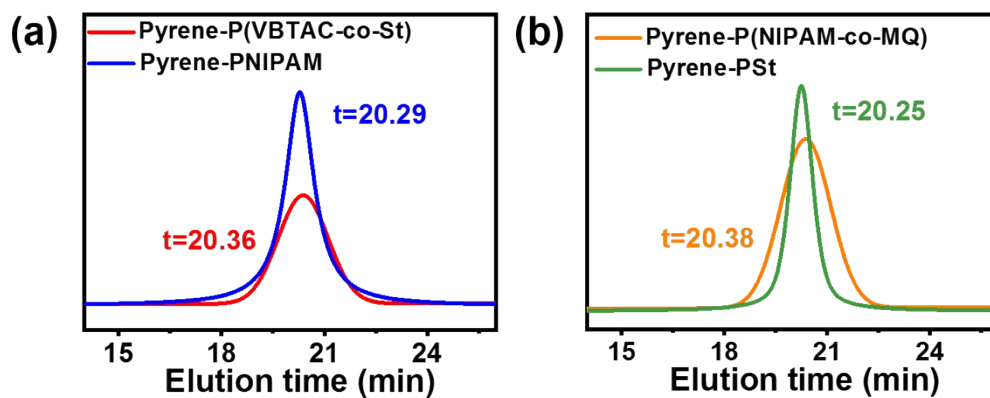 (a)
Pyrene-P(VBTAC-co-St)
Pyrene-PNIPAM
t=20.29
t=20.36
15 18 21 24
Elution time (min)
(b)
Pyrene-P(NIPAM-co-MQ)
Pyrene-PSt
t=20.25
t=20.38
15 18 21 24
Elution time (min)